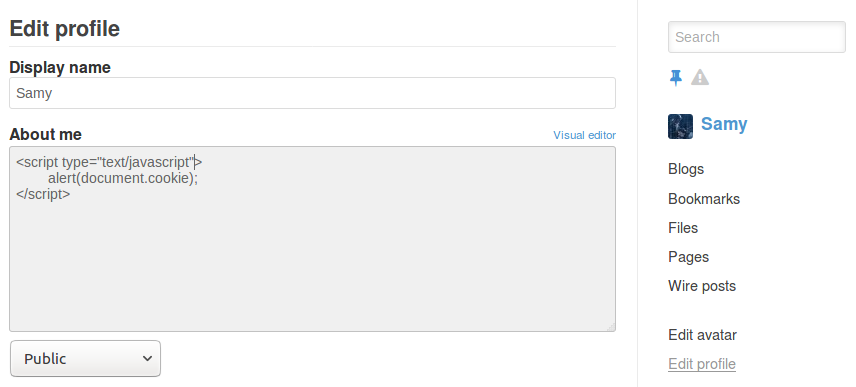 Edit profile
Display name
Samy
About me
Visual editor
<script type="text/javascript">
alert(document.cookie);
</script>
Public
Search
Samy
Blogs
Bookmarks
Files
Pages
Wire posts
Edit avatar
Edit profile